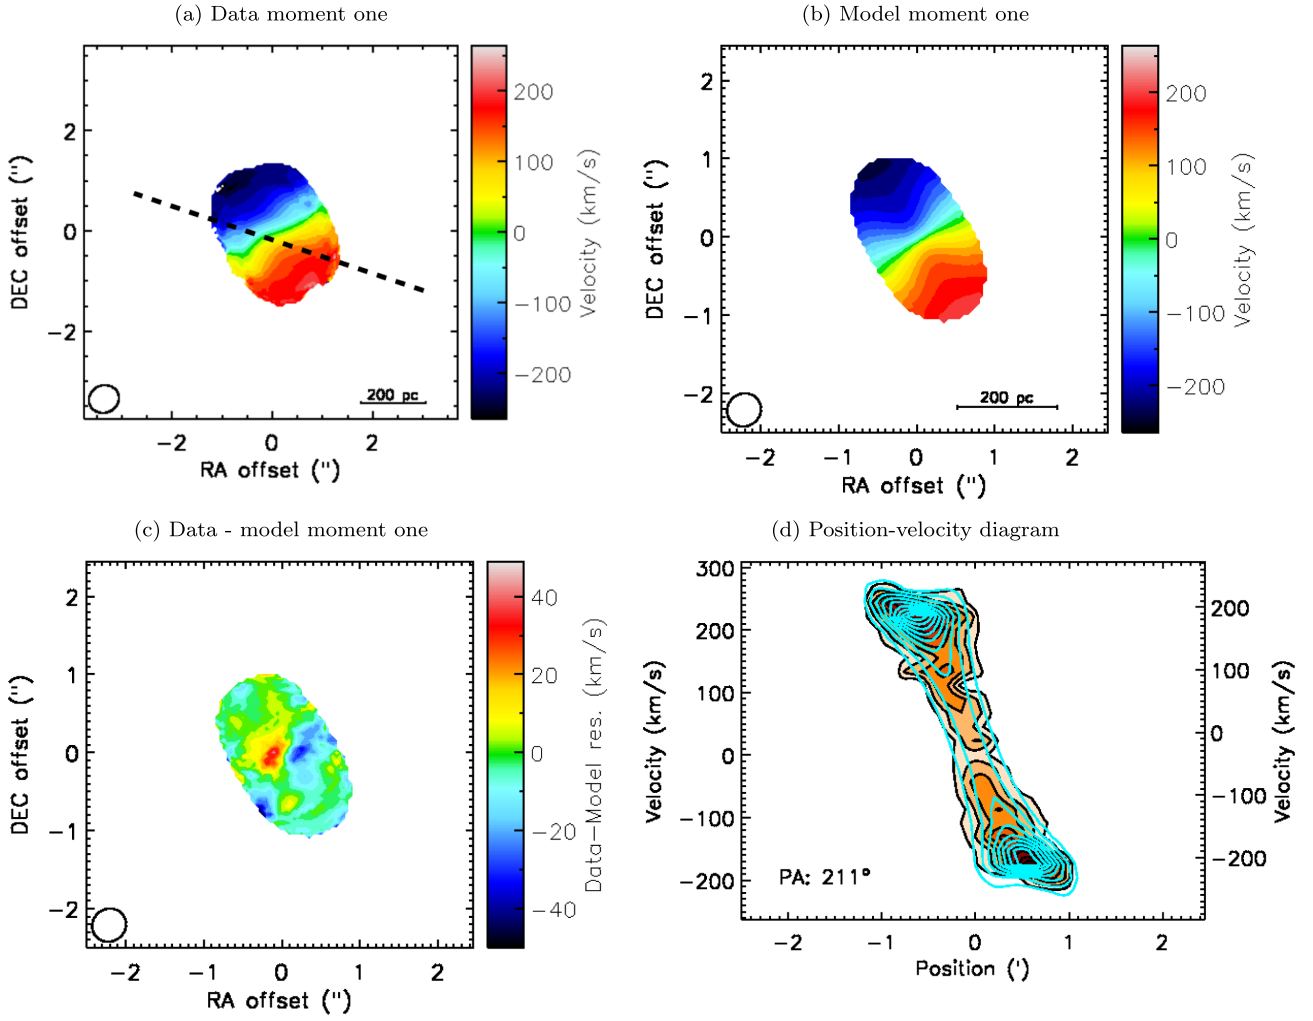 (a) Data moment one
2
0
−2
DEC offset (")
−2 0 2
RA offset (")
200 pc
200
100
0
−100
−200
Velocity (km/s)
(b) Model moment one
2
1
0
−1
−2
DEC offset (")
−2 −1 0 1 2
RA offset (")
200 pc
200
100
0
−100
−200
Velocity (km/s)
(c) Data - model moment one
2
1
0
−1
−2
DEC offset (")
−2 −1 0 1 2
RA offset (")
40
20
0
−20
−40
Data−Model res. (km/s)
(d) Position-velocity diagram
300
200
100
0
−100
−200
Velocity (km/s)
PA: 211°
−2 −1 0 1 2
Position (')
200
100
0
−100
−200
Velocity (km/s)